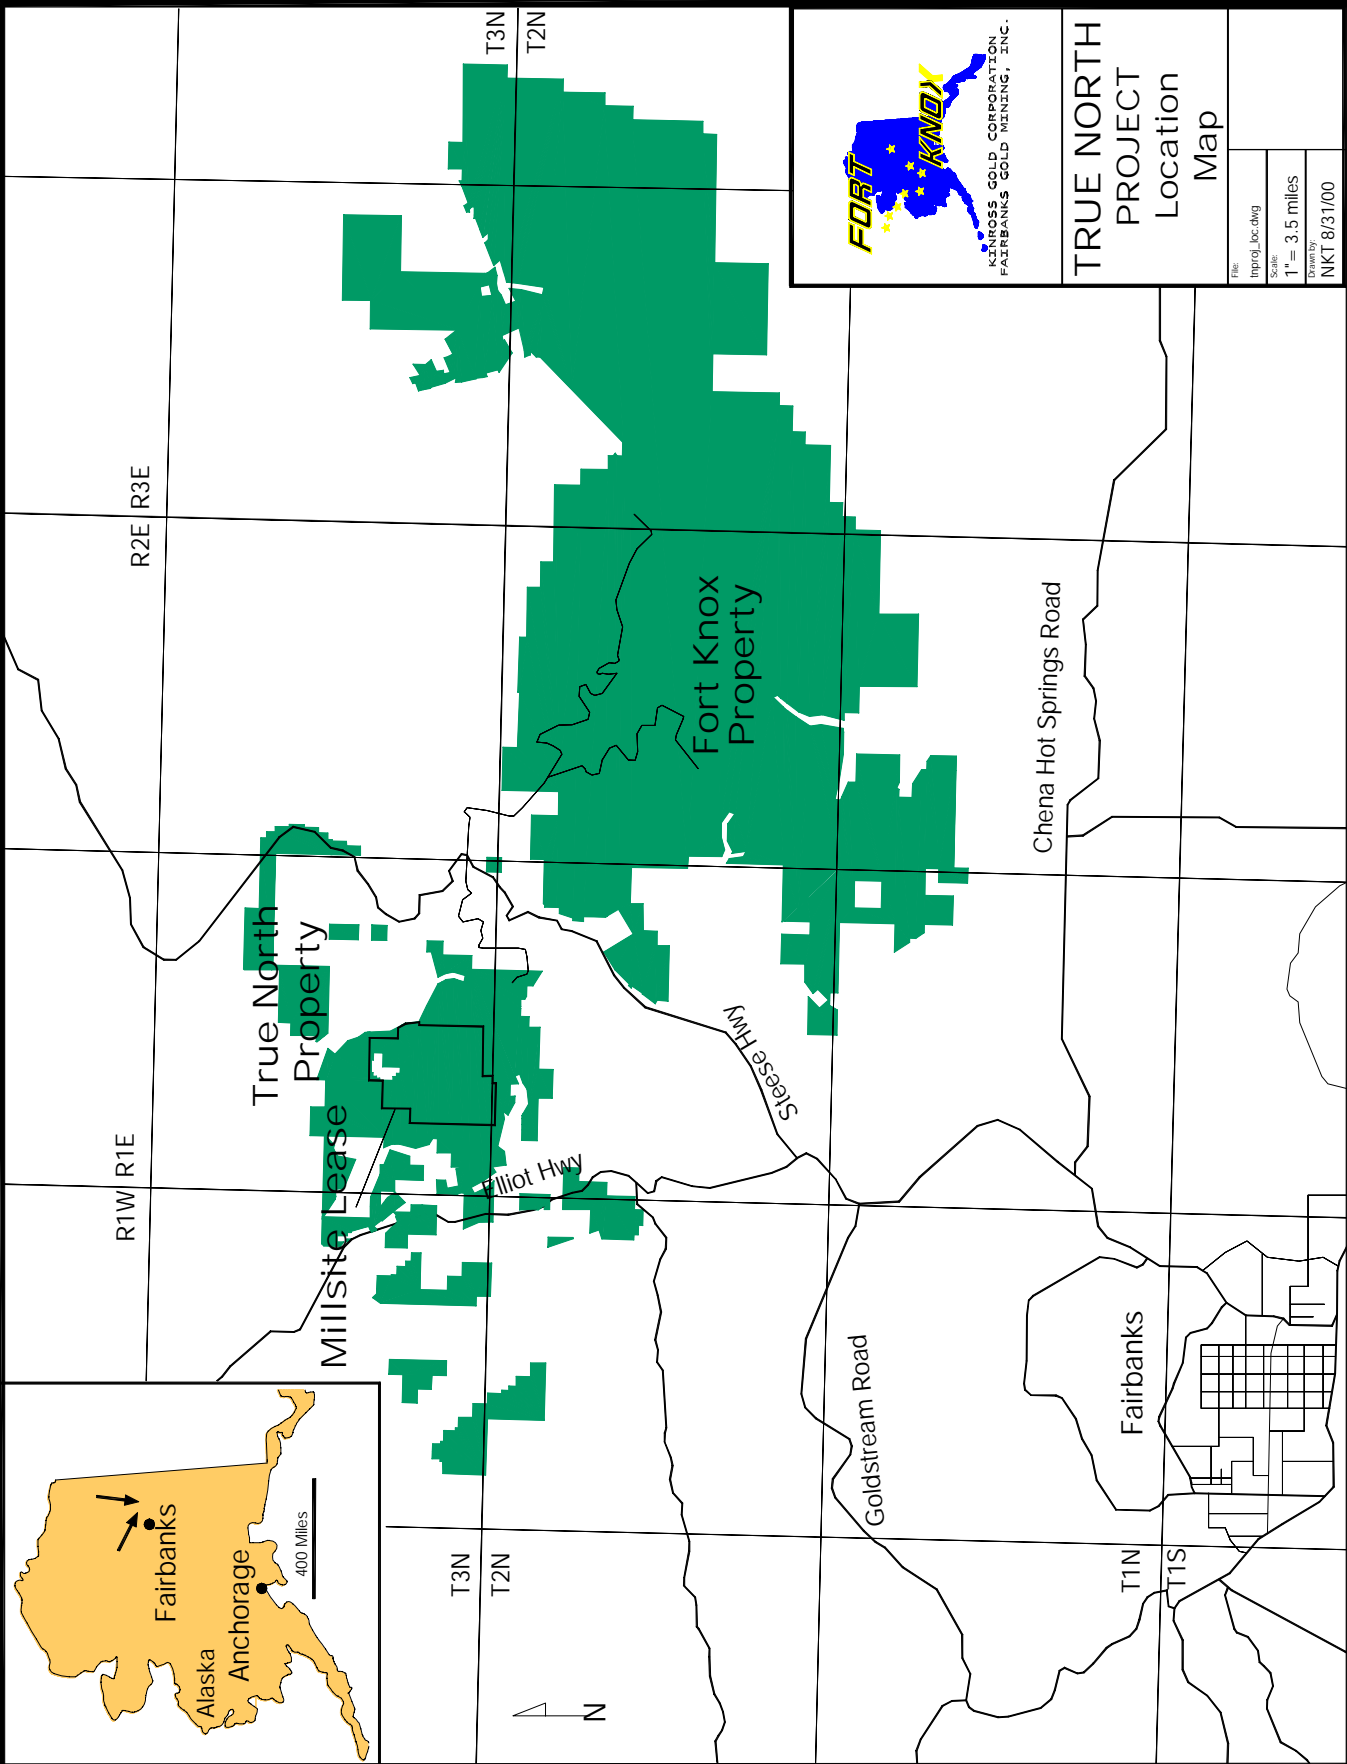 T3N
T2N
R2E R3E
R1W R1E
True North
Property
Millsite Lease
Fort Knox
Property
Elliot Hwy
Steese Hwy
Chena Hot Springs Road
Goldstream Road
Fairbanks
T3N
T2N
T1N
T1S
N
Fairbanks
Anchorage
Alaska
400 Miles
FORT
KNOX
KINROSS GOLD CORPORATION
FAIRBANKS GOLD MINING, INC.
TRUE NORTH
PROJECT
Location
Map
File:
tnproj_loc.dwg
Scale:
1"= 3.5 miles
Drawn by:
NKT 8/31/00